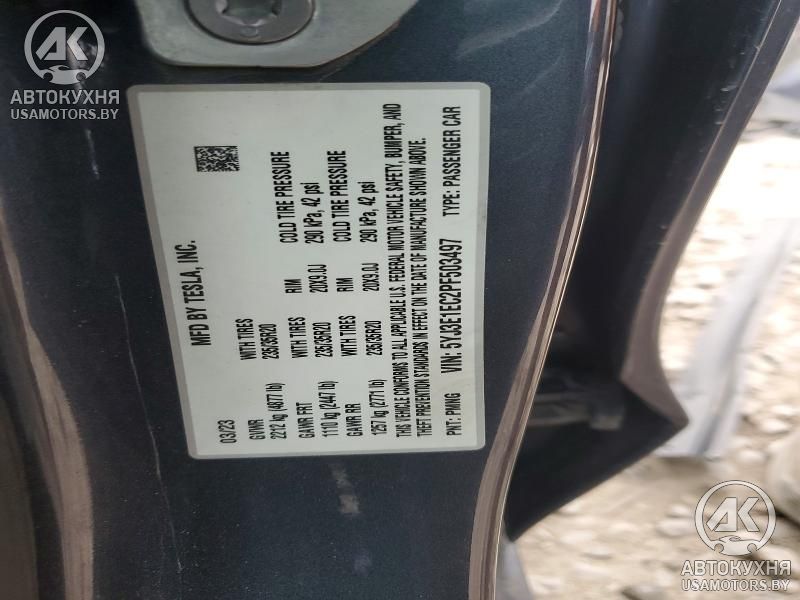 АВТОКУХНЯ
USAMOTORS.BY
MFD BY TESLA, INC.
03/23
GVWR WITH TIRES RIM COLD TIRE PRESSURE
2212 kg (4877 lb) 235/35R20 20X9.0J 290 kPa, 42 psi
GAWR FRT WITH TIRES RIM COLD TIRE PRESSURE
1110 kg (2447 lb) 235/35R20 20X9.0J 290 kPa, 42 psi
GAWR RR
1257 kg (2771 lb) 235/35R20
THIS VEHICLE CONFORMS TO ALL APPLICABLE U.S. FEDERAL MOTOR VEHICLE SAFETY, BUMPER, AND
THEFT PREVENTION STANDARDS IN EFFECT ON THE DATE OF MANUFACTURE SHOWN ABOVE.
VIN: 5YJ3E1EC2PF503497
PNT: PMNG TYPE: PASSENGER CAR
АВТОКУХНЯ
USAMOTORS.BY